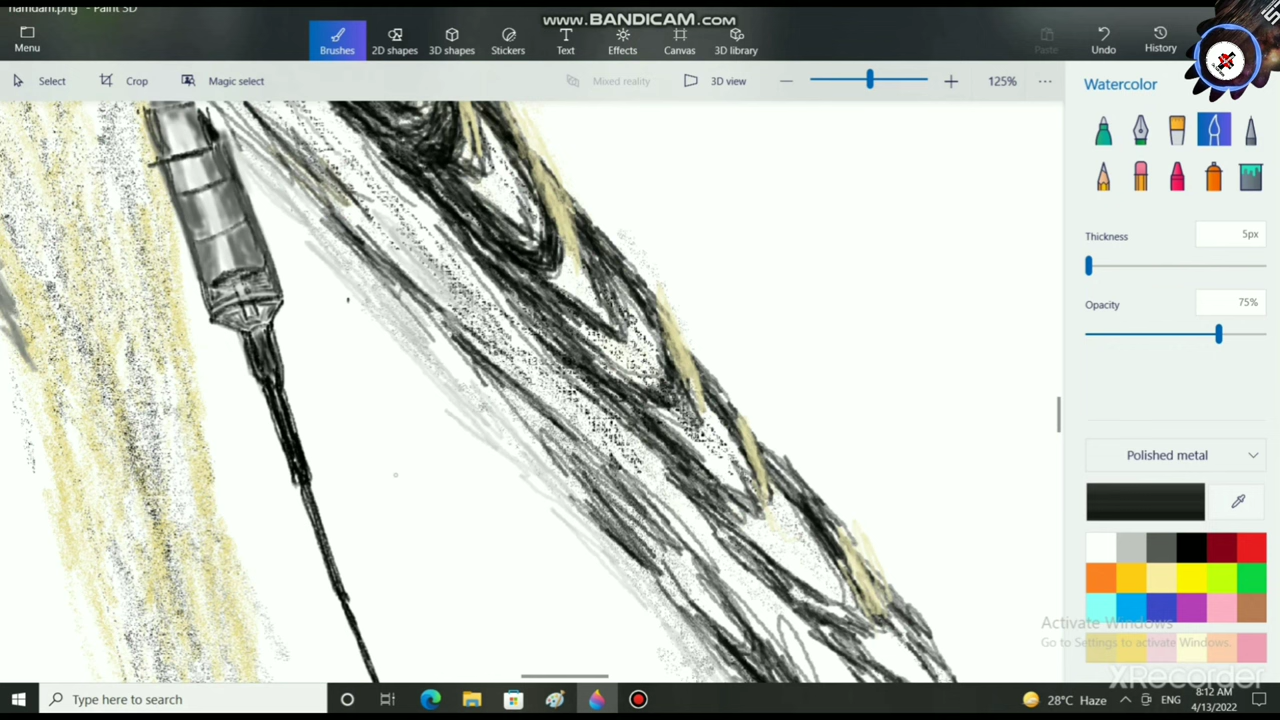 namdam.png - Paint 3D
www.BANDICAM.com
Menu
Brushes
2D shapes
3D shapes
Stickers
Text
Effects
Canvas
3D library
Paste
Undo
History
Select
Crop
Magic select
Mixed reality
3D view
125%
Watercolor
Thickness
5px
Opacity
75%
Polished metal
Activate Windows
Go to Settings to activate Windows.
XRecorder
Type here to search
28°C Haze
ENG
8:12 AM
4/13/2022